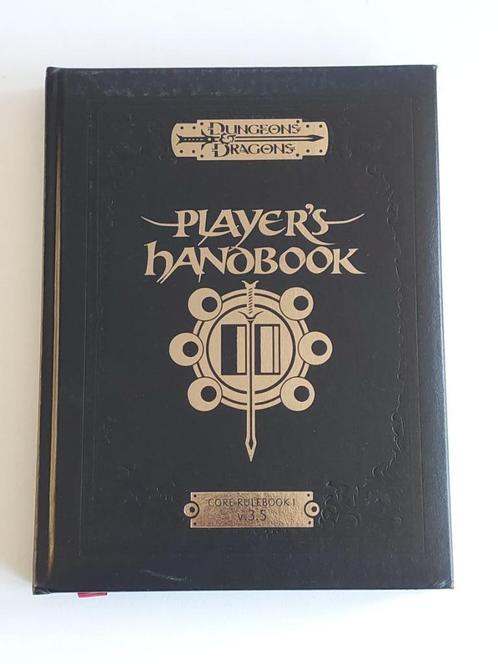 DUNGEONS
&
DRAGONS
PLAYER'S
HANDBOOK
CORE RULEBOOK I
v.3.5